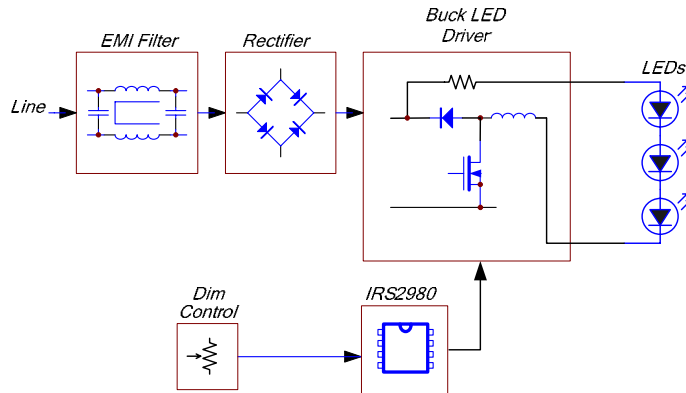 EMI Filter
Rectifier
Buck LED
Driver
LEDs
Line
Dim
Control
IRS2980